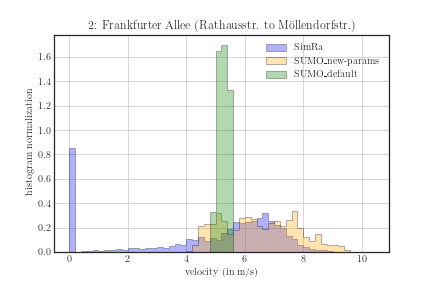 2: Frankfurter Allee (Rathausstr. to Möllendorfstr.)
SimRa
SUMO_new-params
SUMO_default
histogram normalization
1.6
1.4
1.2
1.0
0.8
0.6
0.4
0.2
0.0
0 2 4 6 8 10
velocity (in m/s)